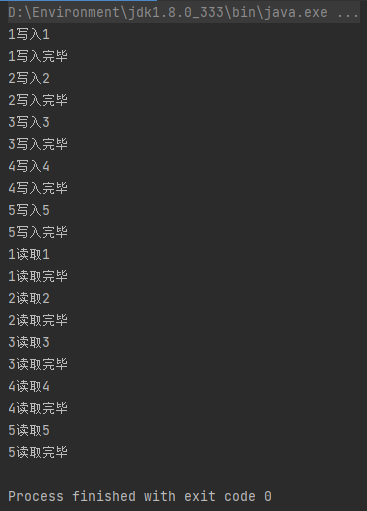 D:\Environment\jdk1.8.0_333\bin\java.exe ...
1写入1
1写入完毕
2写入2
2写入完毕
3写入3
3写入完毕
4写入4
4写入完毕
5写入5
5写入完毕
1读取1
1读取完毕
2读取2
2读取完毕
3读取3
3读取完毕
4读取4
4读取完毕
5读取5
5读取完毕
Process finished with exit code 0